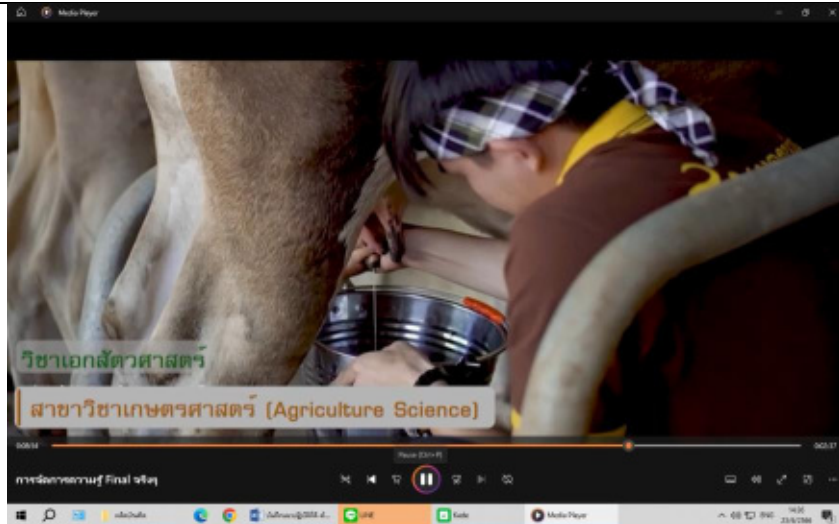 Media Player
วิชาเอกสัตวศาสตร์
สาขาวิชาเกษตรศาสตร์ (Agriculture Science)
Pause (Ctrl+P)
การจัดการความรู้ Final จริงๆ
LINE
Media Player
ENG